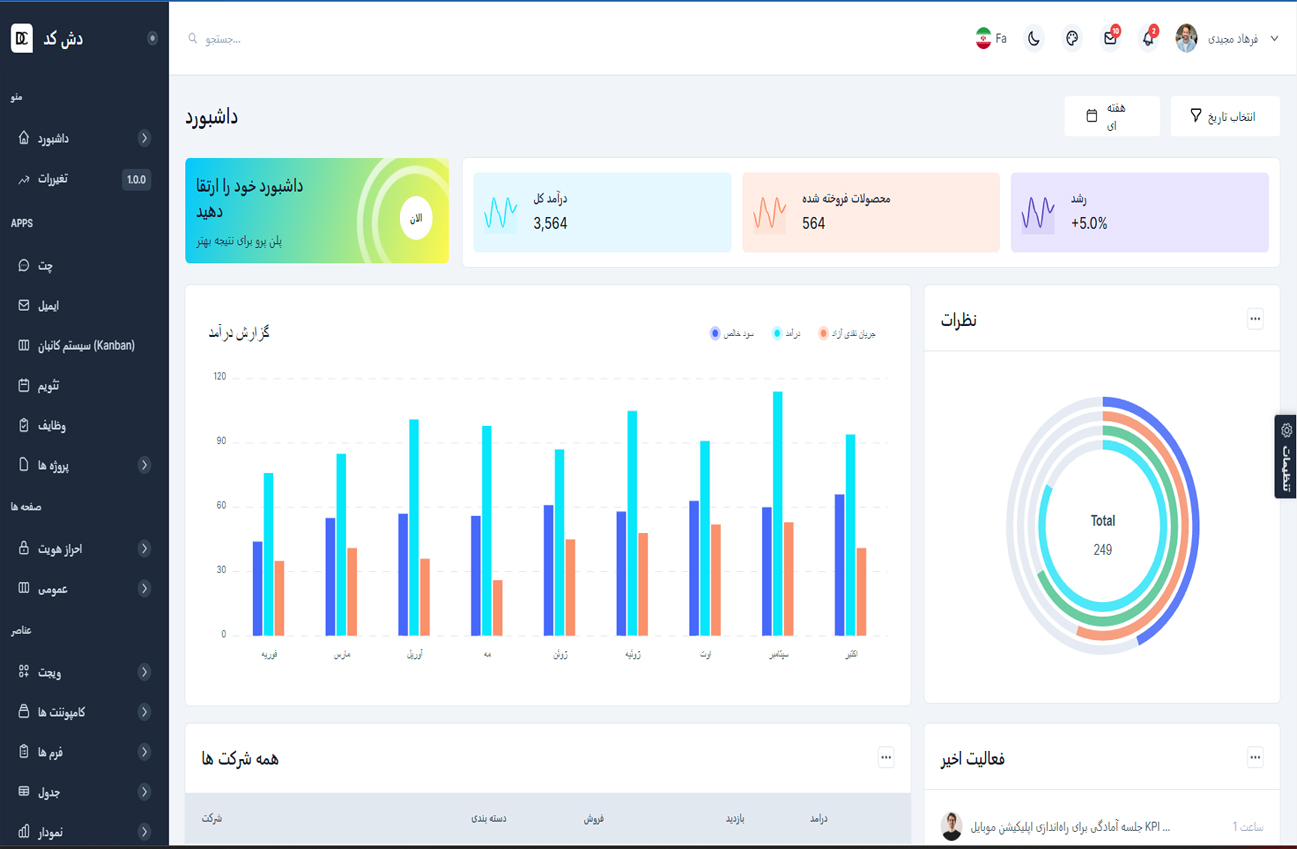 دش کد
منو
داشبورد
تغییرات
1.0.0
APPS
چت
ایمیل
سیستم کانبان (Kanban)
تقویم
وظایف
پروژه ها
صفحه ها
احراز هویت
عمومی
عناصر
ویجت
کامپوننت ها
فرم ها
جدول
نمودار
جستجو...
Fa
10
2
فرهاد مجیدی
داشبورد
هفته
ای
انتخاب تاریخ
داشبورد خود را ارتقا
دهید
پلن پرو برای نتیجه بهتر
الان
درآمد کل
3,564
محصولات فروخته شده
564
رشد
+5.0%
گزارش درآمد
سود خالص
درآمد
جریان نقدی آزاد
120
90
60
30
0
فوریه
مارس
آوریل
مه
ژوئن
ژوئیه
اوت
سپتامبر
اکتبر
نظرات
Total
249
تنظیمات
همه شرکت ها
شرکت
دسته بندی
فروش
بازدید
درامد
فعالیت اخیر
جلسه آمادگی برای راه‌اندازی اپلیکیشن موبایل KPI ...
1 ساعت